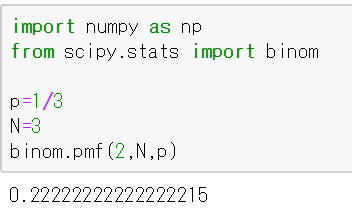 import numpy as np
from scipy.stats import binom
p=1/3
N=3
binom.pmf(2,N,p)
0.22222222222222215